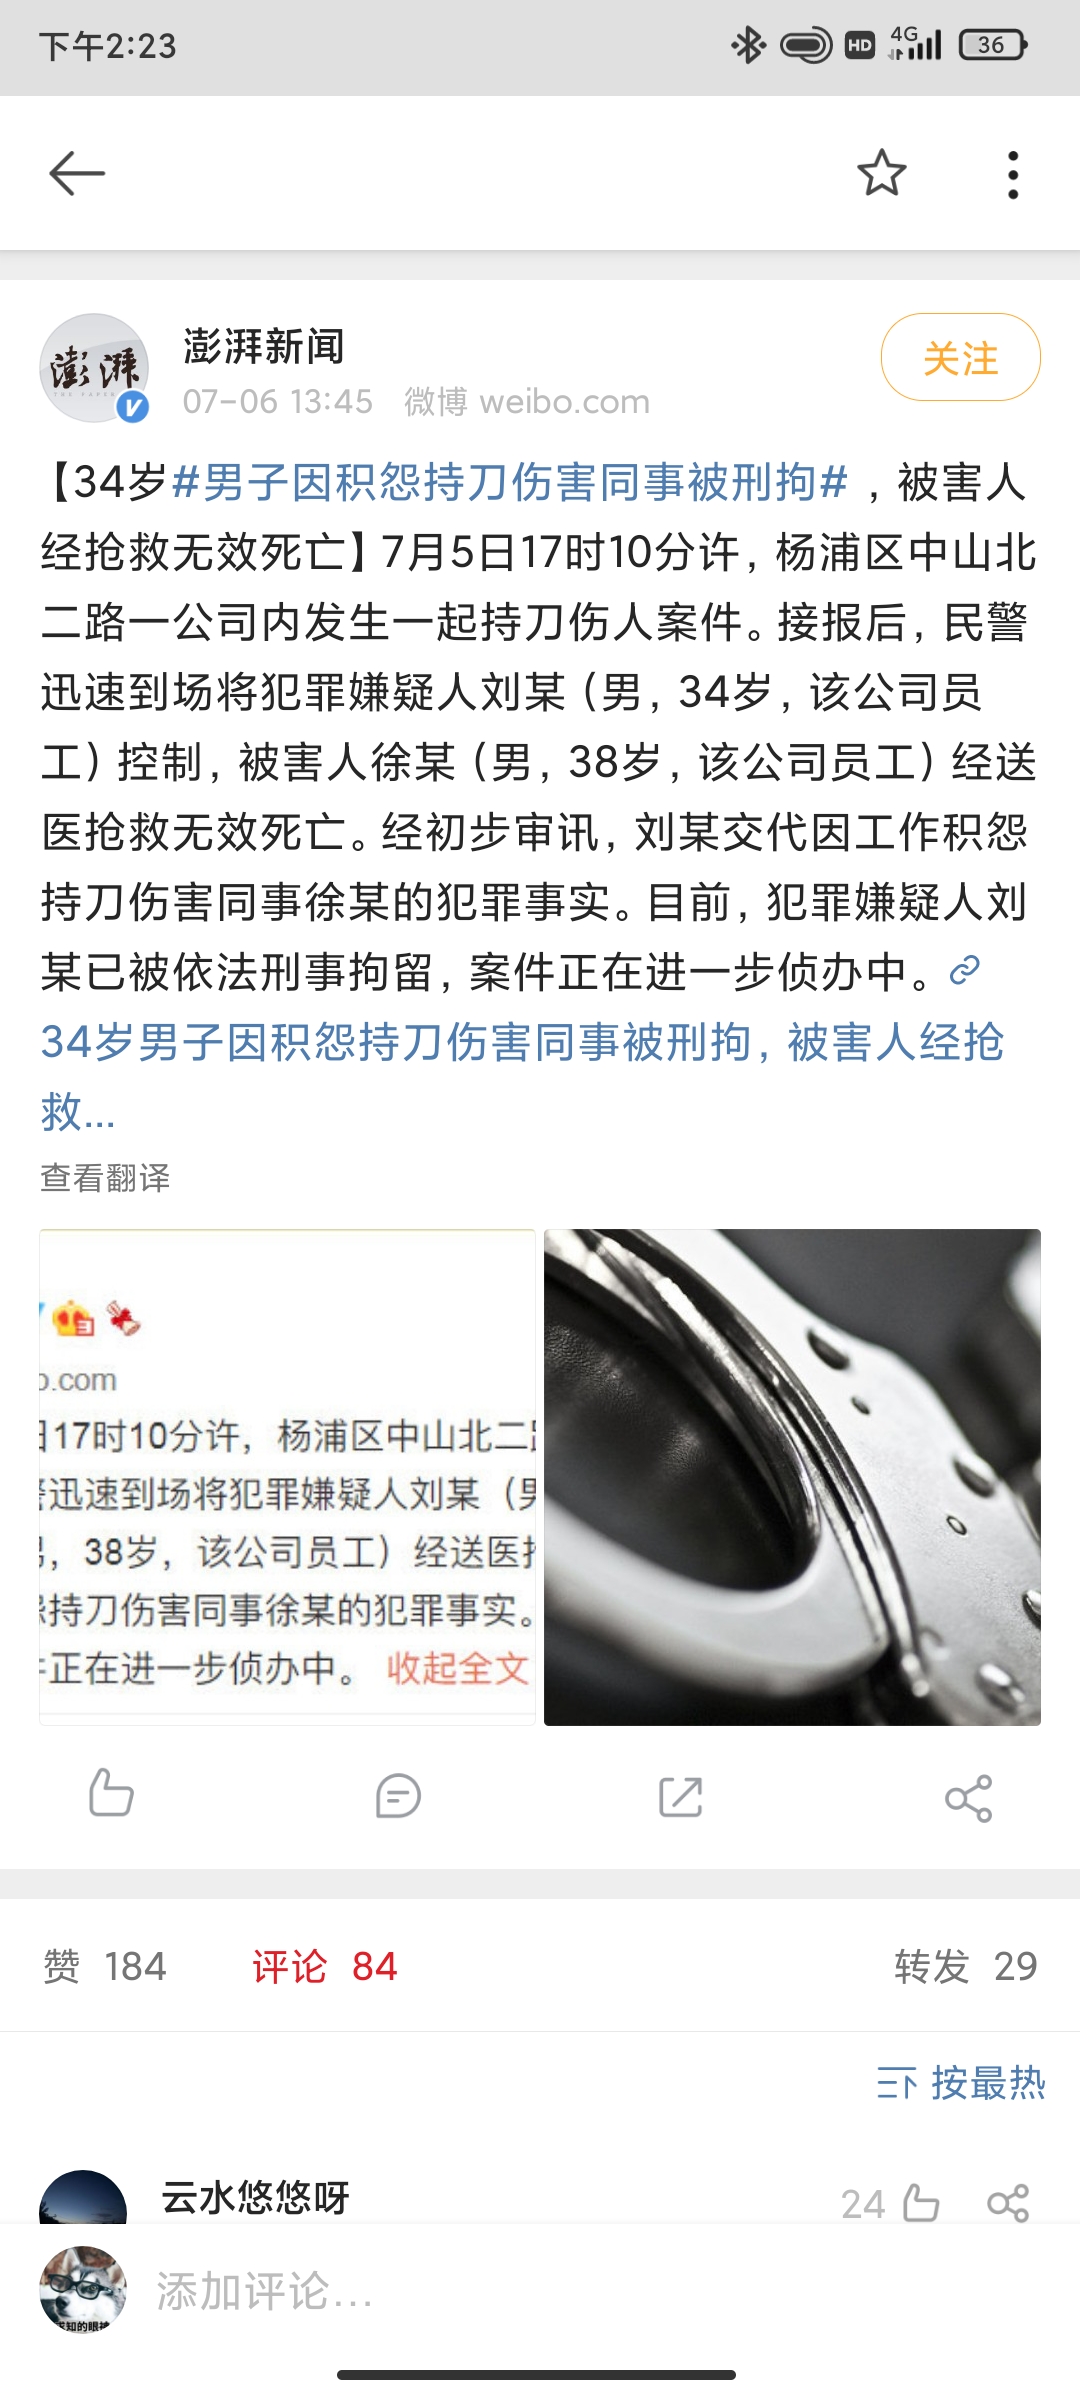 下午2:23
HD
4G
36
澎湃
THE PAPER
澎湃新闻
关注
07-06 13:45 微博 weibo.com
【34岁#男子因积怨持刀伤害同事被刑拘#，被害人
经抢救无效死亡】7月5日17时10分许，杨浦区中山北
二路一公司内发生一起持刀伤人案件。接报后，民警
迅速到场将犯罪嫌疑人刘某（男，34岁，该公司员
工）控制，被害人徐某（男，38岁，该公司员工）经送
医抢救无效死亡。经初步审讯，刘某交代因工作积怨
持刀伤害同事徐某的犯罪事实。目前，犯罪嫌疑人刘
某已被依法刑事拘留，案件正在进一步侦办中。
34岁男子因积怨持刀伤害同事被刑拘，被害人经抢
救...
查看翻译
.com
17时10分许，杨浦区中山北二
迅速到场将犯罪嫌疑人刘某（男
，38岁，该公司员工）经送医
持刀伤害同事徐某的犯罪事实。
正在进一步侦办中。 收起全文
赞 184 评论 84 转发 29
按最热
云水悠悠呀
24
添加评论...